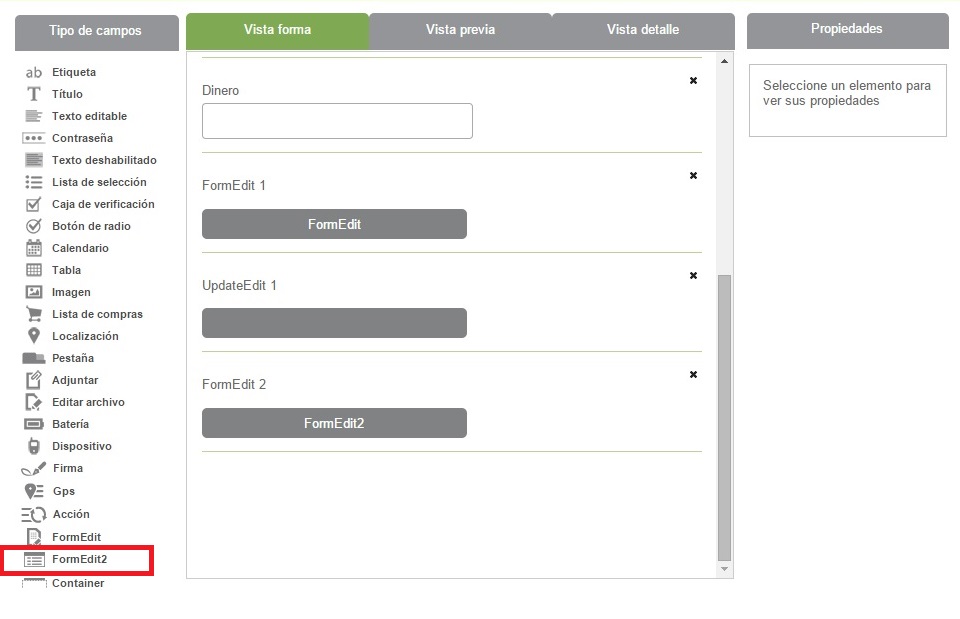 Tipo de campos
ab Etiqueta
T Título
Texto editable
Contraseña
Texto deshabilitado
Lista de selección
Caja de verificación
Botón de radio
Calendario
Tabla
Imagen
Lista de compras
Localización
Pestaña
Adjuntar
Editar archivo
Batería
Dispositivo
Firma
Gps
Acción
FormEdit
FormEdit2
Container
Vista forma
Vista previa
Vista detalle
Dinero
FormEdit 1
FormEdit
UpdateEdit 1
FormEdit 2
FormEdit2
Propiedades
Seleccione un elemento para
ver sus propiedades